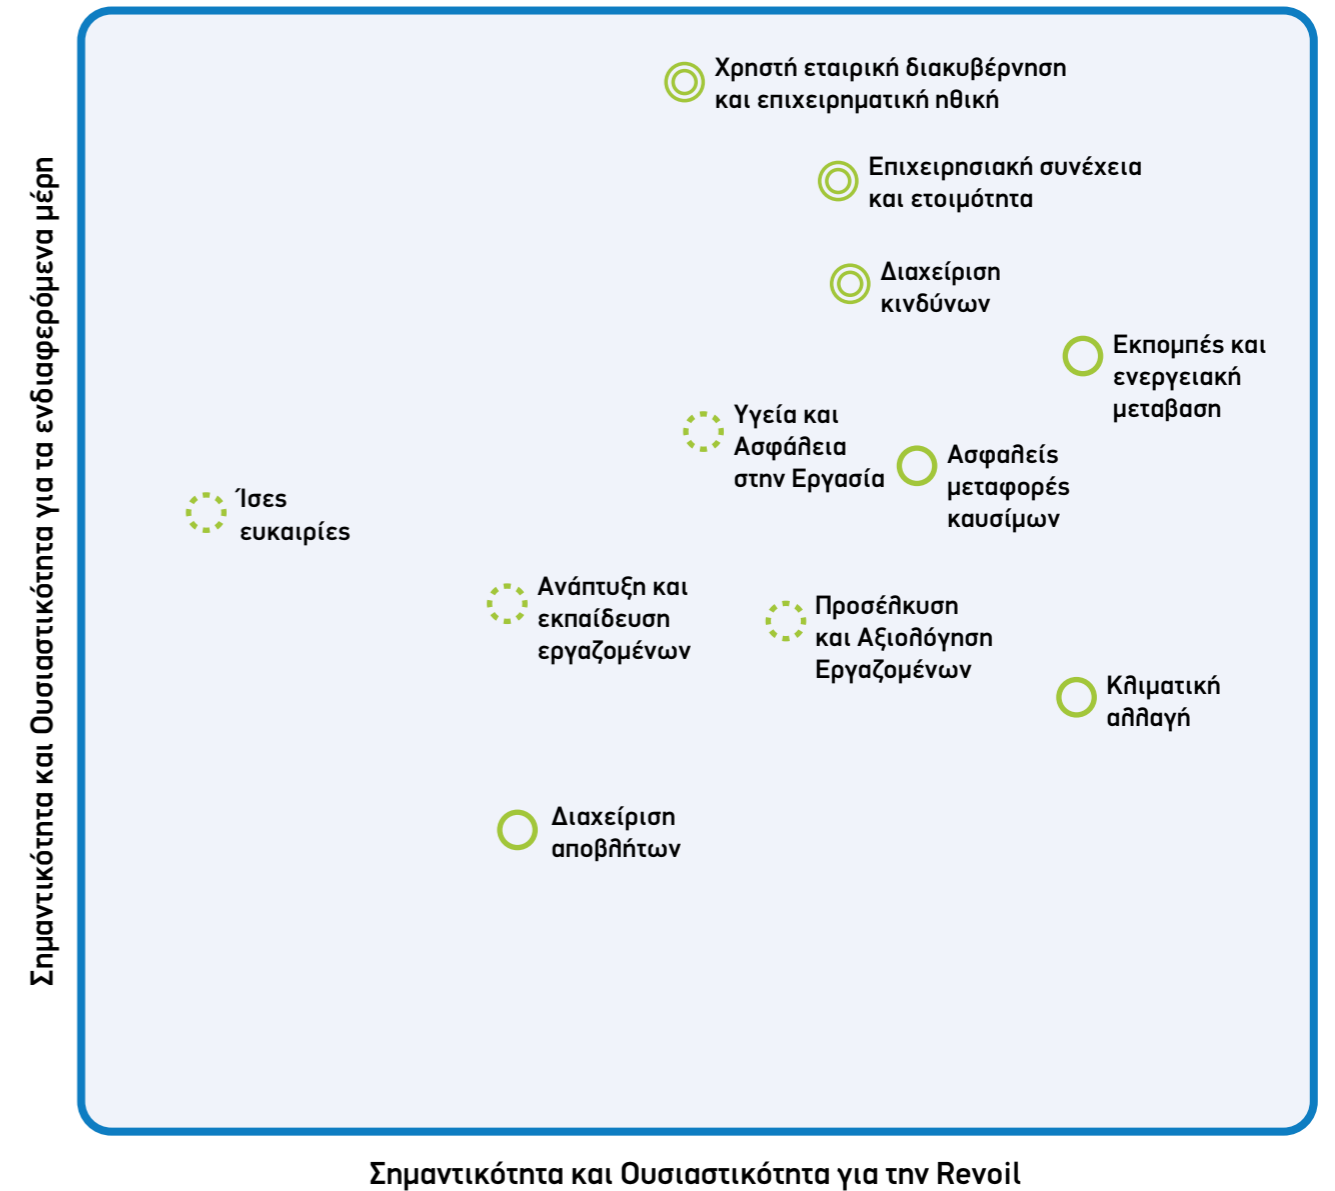 Χρηστή εταιρική διακυβέρνηση
και επιχειρηματική ηθική
Επιχειρησιακή συνέχεια
και ετοιμότητα
Διαχείριση
κινδύνων
Εκπομπές και
ενεργειακή
μεταβαση
Υγεία και
Ασφάλεια
στην Εργασία
Ασφαλείς
μεταφορές
καυσίμων
Ίσες
ευκαιρίες
Ανάπτυξη και
εκπαίδευση
εργαζομένων
Προσέλκυση
και Αξιολόγηση
Εργαζομένων
Κλιματική
αλλαγή
Διαχείριση
αποβλήτων
Σημαντικότητα και Ουσιαστικότητα για τα ενδιαφερόμενα μέρη
Σημαντικότητα και Ουσιαστικότητα για την Revoil